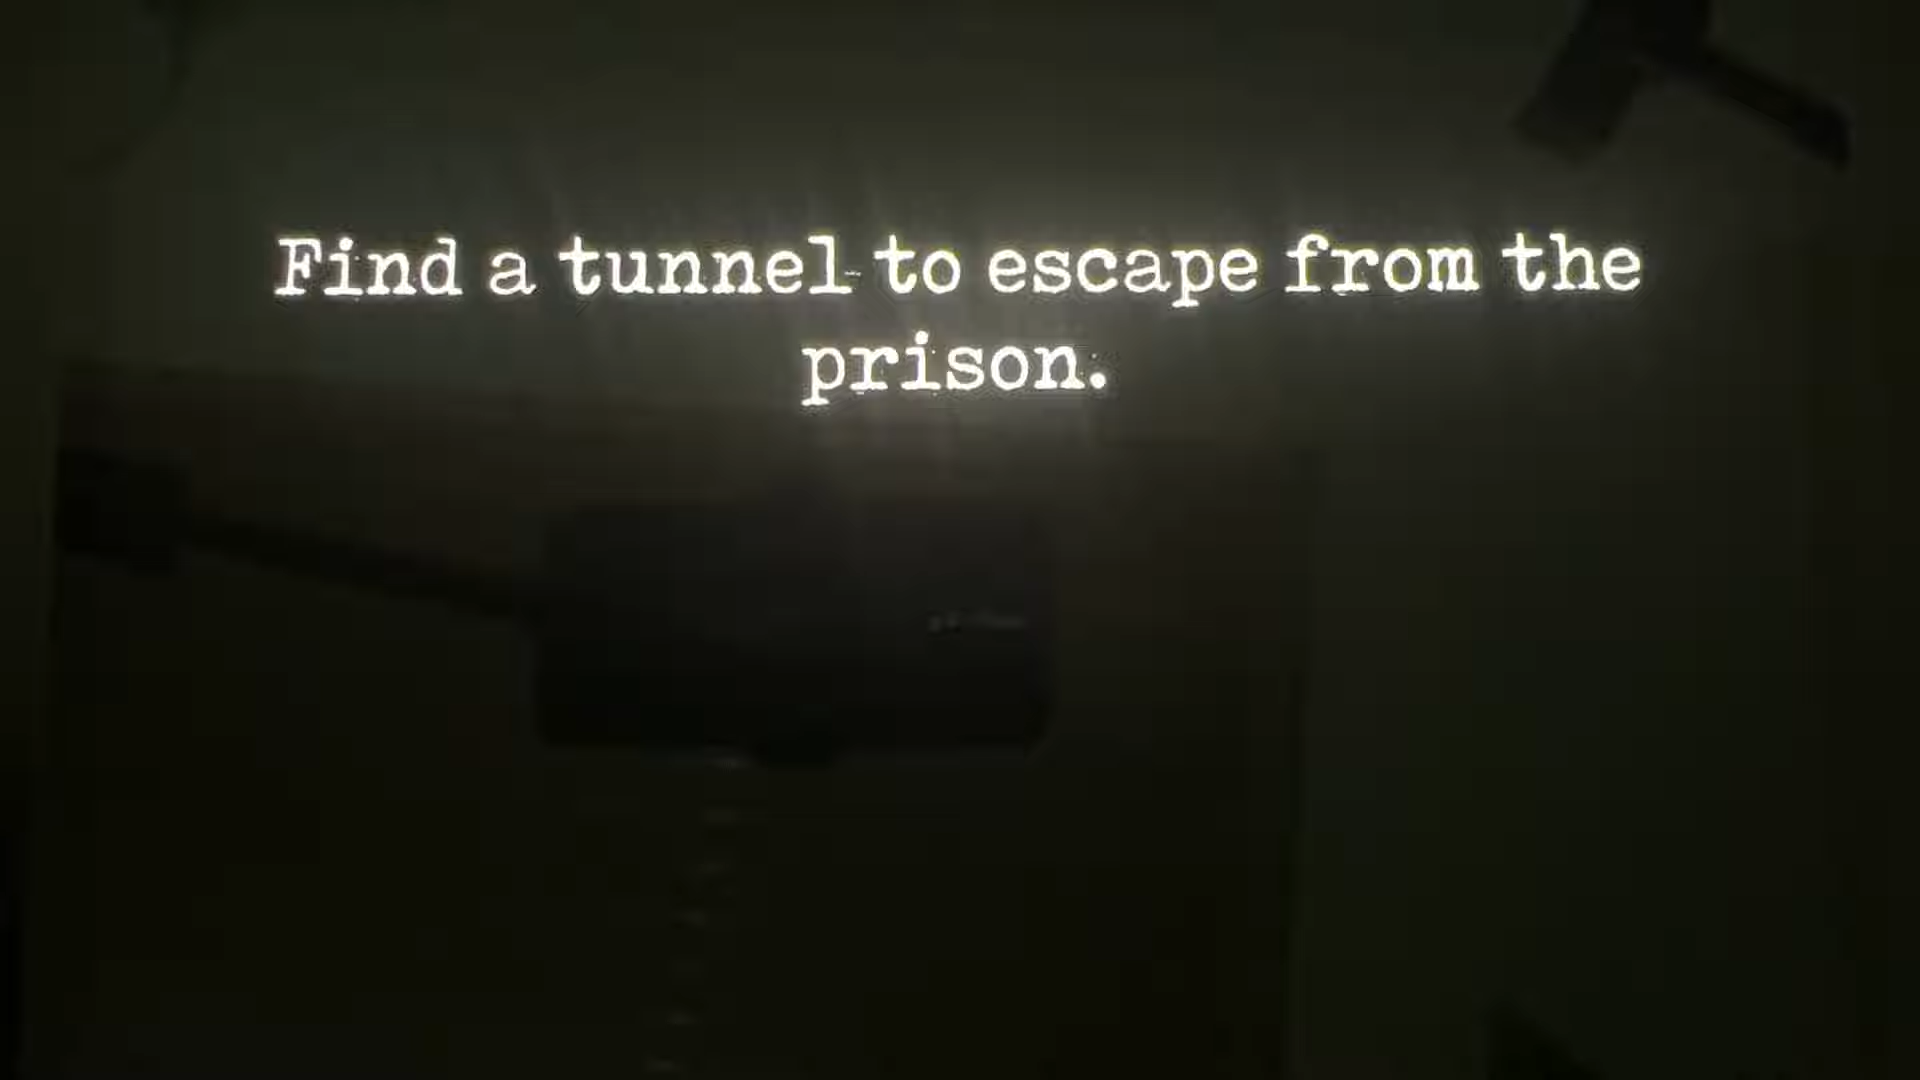 Find a tunnel to escape from the
prison.